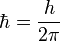 ħ = h / 2π